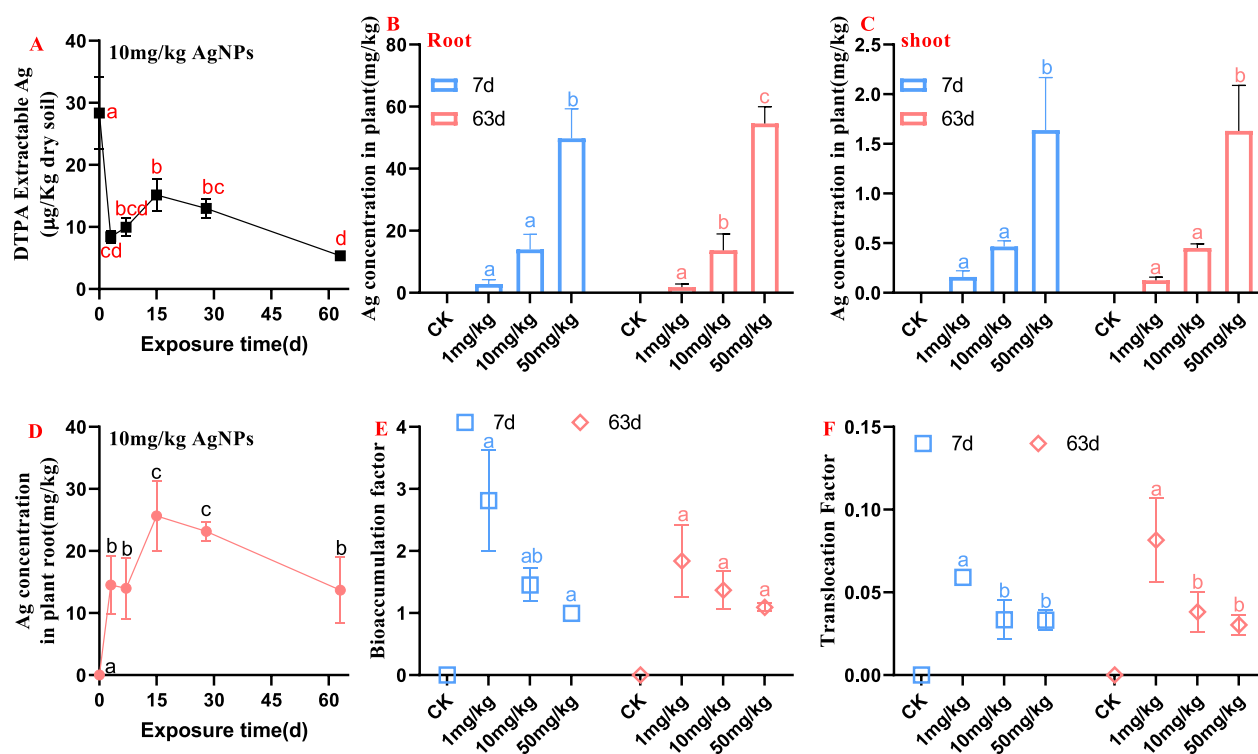 A
10mg/kg AgNPs
DTPA Extractable Ag
(µg/Kg dry soil)
40
30
20
10
0
a
cd
bcd
b
bc
d
0
15
30
45
60
Exposure time(d)
B
Root
7d
63d
Ag concentration in plant(mg/kg)
80
60
40
20
0
a
a
b
a
b
c
CK
1mg/kg
10mg/kg
50mg/kg
CK
1mg/kg
10mg/kg
50mg/kg
C
shoot
7d
63d
Ag concentration in plant(mg/kg)
2.5
2.0
1.5
1.0
0.5
0.0
a
a
b
a
a
b
CK
1mg/kg
10mg/kg
50mg/kg
CK
1mg/kg
10mg/kg
50mg/kg
D
10mg/kg AgNPs
Ag concentration
in plant root(mg/kg)
40
30
20
10
0
a
b
b
c
c
b
0
15
30
45
60
Exposure time(d)
E
7d
63d
Bioaccumulation factor
4
3
2
1
0
a
ab
a
a
a
a
CK
1mg/kg
10mg/kg
50mg/kg
CK
1mg/kg
10mg/kg
50mg/kg
F
7d
63d
Translocation Factor
0.15
0.10
0.05
0.00
a
b
b
a
b
b
CK
1mg/kg
10mg/kg
50mg/kg
CK
1mg/kg
10mg/kg
50mg/kg